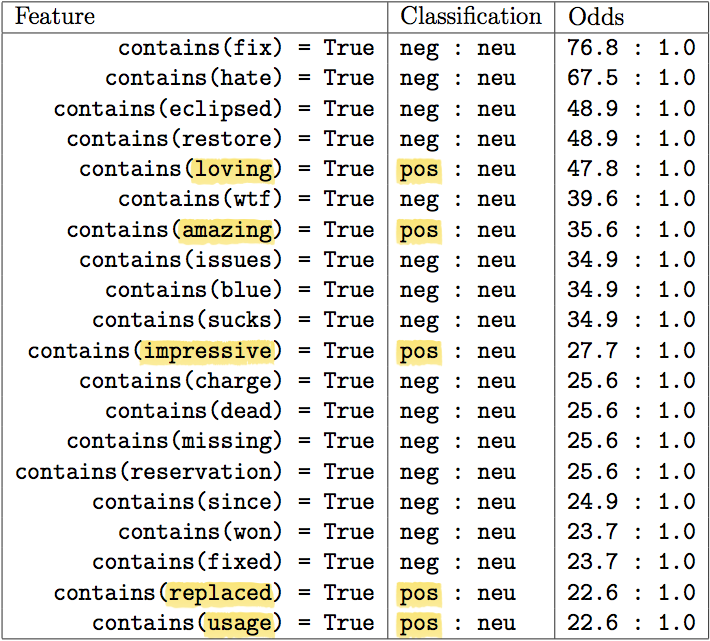 Feature Classification Odds
contains(fix) = True neg : neu 76.8 : 1.0
contains(hate) = True neg : neu 67.5 : 1.0
contains(eclipsed) = True neg : neu 48.9 : 1.0
contains(restore) = True neg : neu 48.9 : 1.0
contains(loving) = True pos : neu 47.8 : 1.0
contains(wtf) = True neg : neu 39.6 : 1.0
contains(amazing) = True pos : neu 35.6 : 1.0
contains(issues) = True neg : neu 34.9 : 1.0
contains(blue) = True neg : neu 34.9 : 1.0
contains(sucks) = True neg : neu 34.9 : 1.0
contains(impressive) = True pos : neu 27.7 : 1.0
contains(charge) = True neg : neu 25.6 : 1.0
contains(dead) = True neg : neu 25.6 : 1.0
contains(missing) = True neg : neu 25.6 : 1.0
contains(reservation) = True neg : neu 25.6 : 1.0
contains(since) = True neg : neu 24.9 : 1.0
contains(won) = True neg : neu 23.7 : 1.0
contains(fixed) = True neg : neu 23.7 : 1.0
contains(replaced) = True pos : neu 22.6 : 1.0
contains(usage) = True pos : neu 22.6 : 1.0